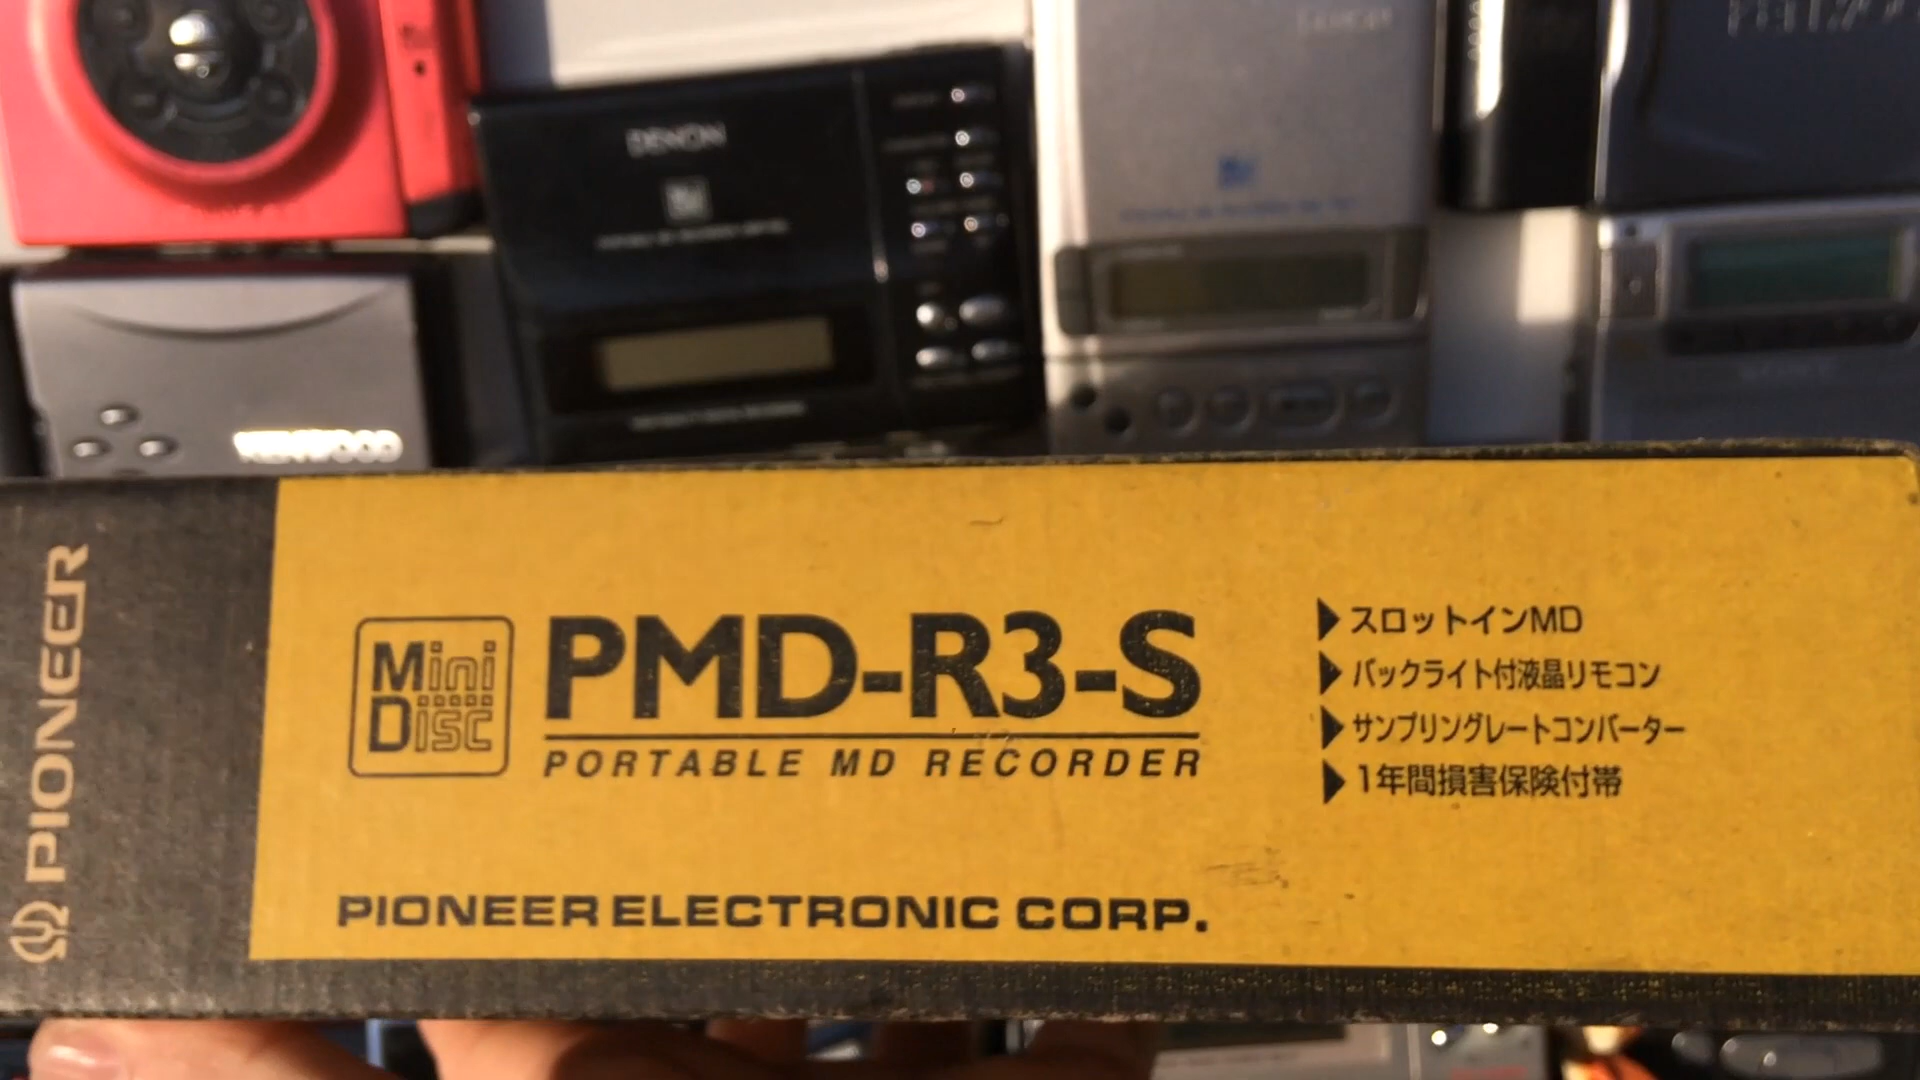 DENON
KENWOOD
PIONEER
Mini
Disc
PMD-R3-S
PORTABLE MD RECORDER
PIONEER ELECTRONIC CORP.
▶スロットインMD
▶バックライト付液晶リモコン
▶サンプリングレートコンバーター
▶1年間損害保険付帯